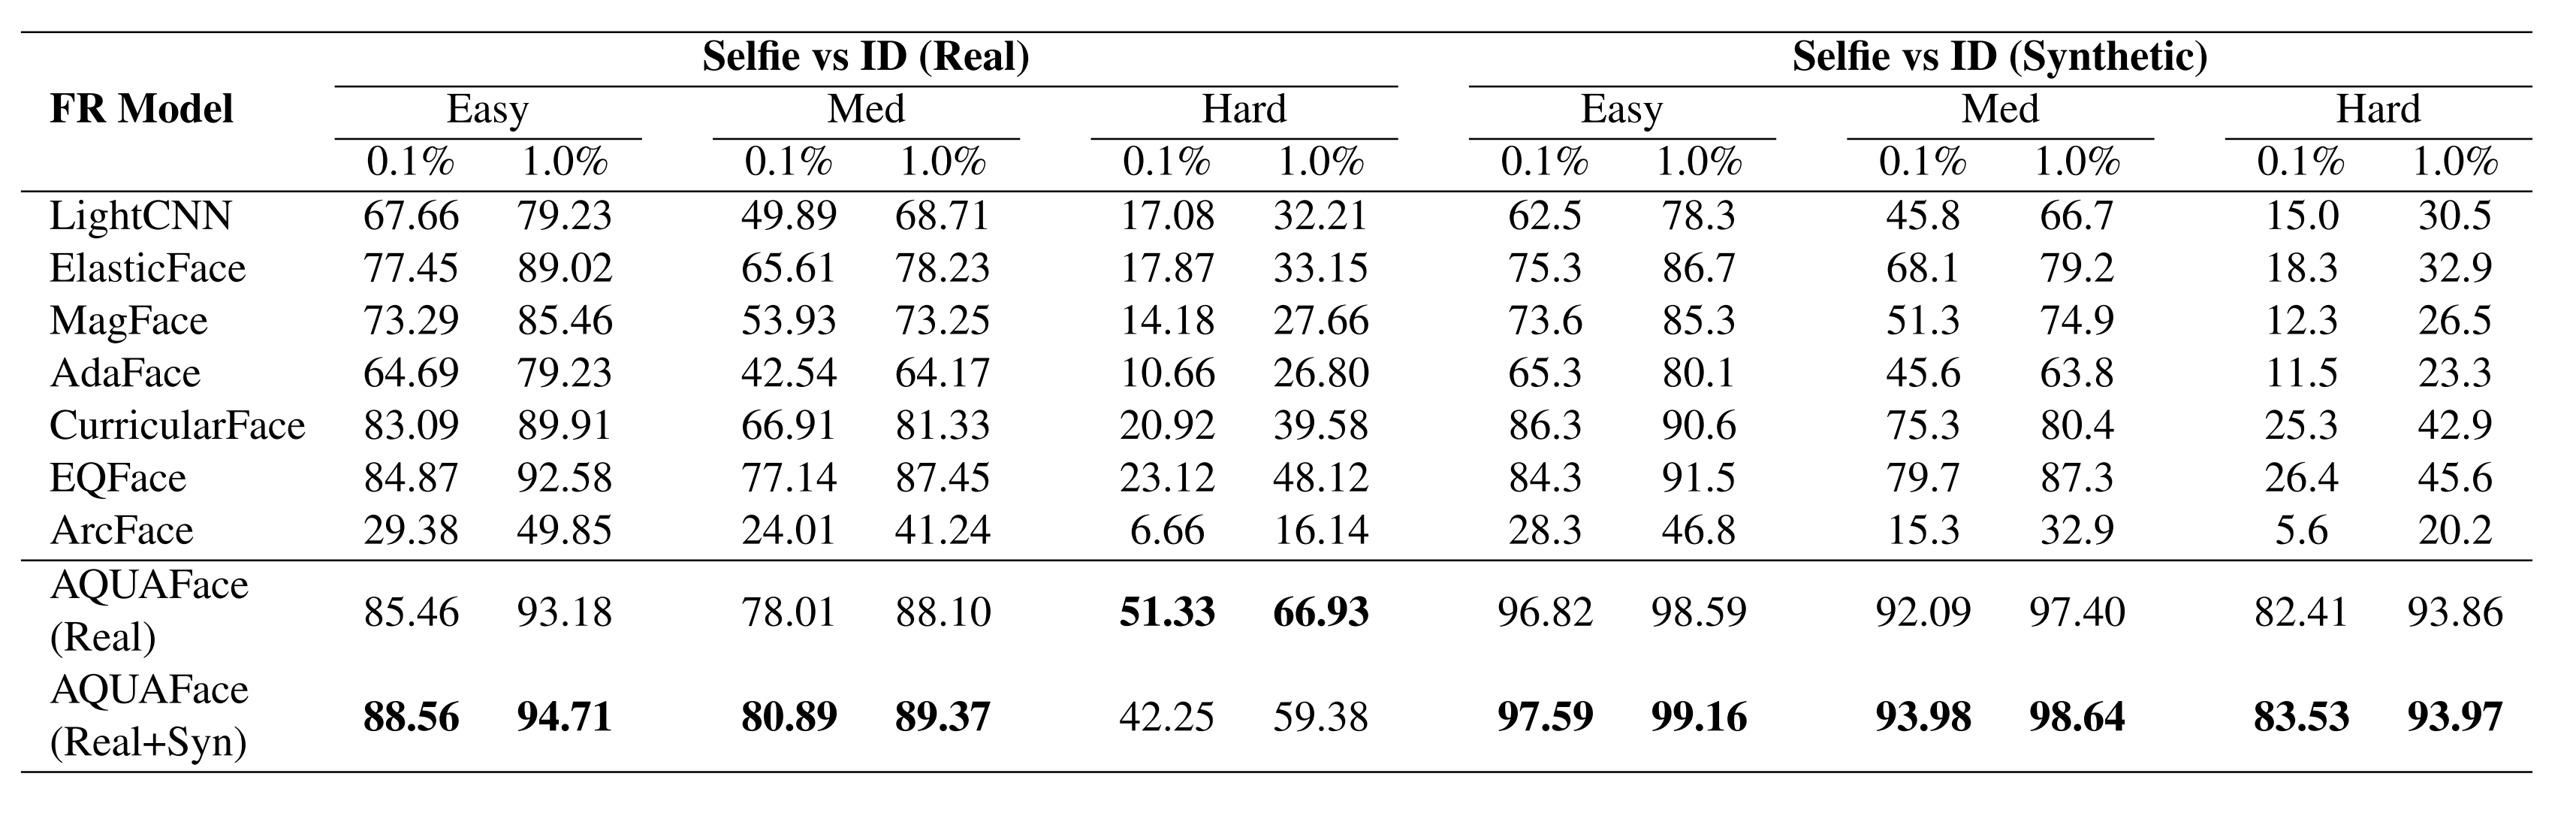 Selfie vs ID (Real) Selfie vs ID (Synthetic)
FR Model Easy Med Hard Easy Med Hard
0.1% 1.0% 0.1% 1.0% 0.1% 1.0% 0.1% 1.0% 0.1% 1.0% 0.1% 1.0%
LightCNN 67.66 79.23 49.89 68.71 17.08 32.21 62.5 78.3 45.8 66.7 15.0 30.5
ElasticFace 77.45 89.02 65.61 78.23 17.87 33.15 75.3 86.7 68.1 79.2 18.3 32.9
MagFace 73.29 85.46 53.93 73.25 14.18 27.66 73.6 85.3 51.3 74.9 12.3 26.5
AdaFace 64.69 79.23 42.54 64.17 10.66 26.80 65.3 80.1 45.6 63.8 11.5 23.3
CurricularFace 83.09 89.91 66.91 81.33 20.92 39.58 86.3 90.6 75.3 80.4 25.3 42.9
EQFace 84.87 92.58 77.14 87.45 23.12 48.12 84.3 91.5 79.7 87.3 26.4 45.6
ArcFace 29.38 49.85 24.01 41.24 6.66 16.14 28.3 46.8 15.3 32.9 5.6 20.2
AQUAFace
(Real) 85.46 93.18 78.01 88.10 51.33 66.93 96.82 98.59 92.09 97.40 82.41 93.86
AQUAFace
(Real+Syn) 88.56 94.71 80.89 89.37 42.25 59.38 97.59 99.16 93.98 98.64 83.53 93.97